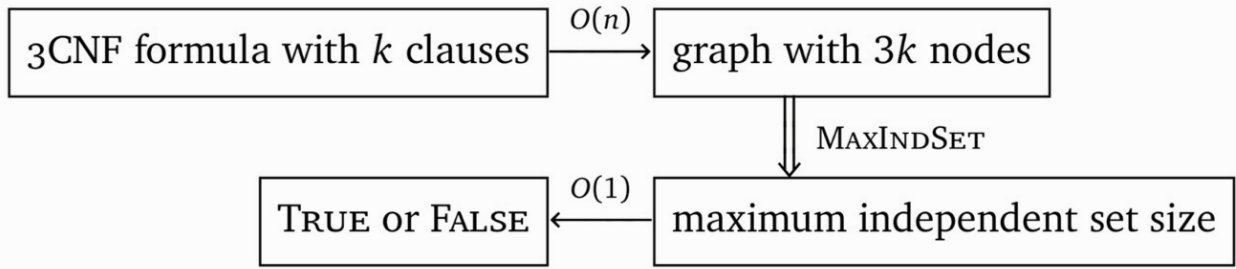 3CNF formula with k clauses
O(n)
graph with 3k nodes
MAXINDSET
maximum independent set size
O(1)
TRUE or FALSE